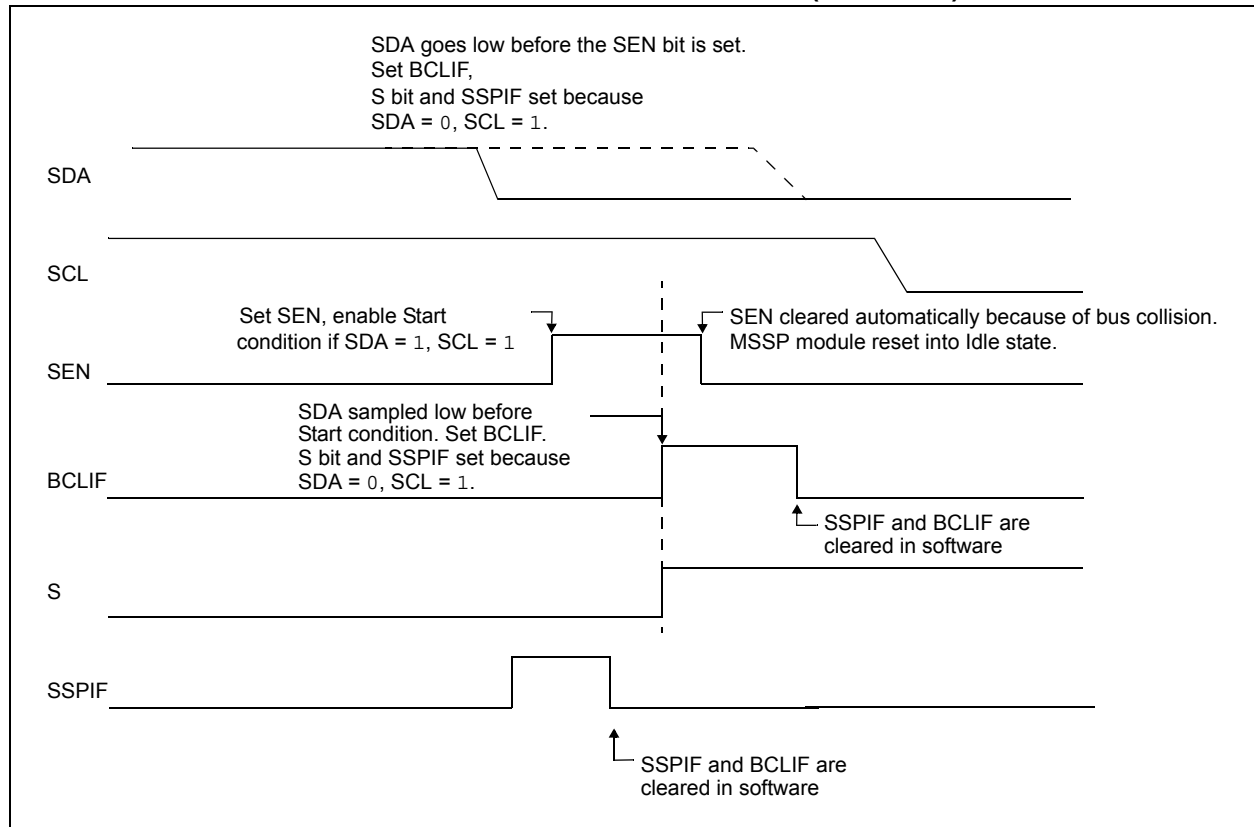 SDA goes low before the SEN bit is set.
Set BCLIF,
S bit and SSPIF set because
SDA = 0, SCL = 1.
SDA
SCL
Set SEN, enable Start
condition if SDA = 1, SCL = 1
SEN cleared automatically because of bus collision.
MSSP module reset into Idle state.
SEN
SDA sampled low before
Start condition. Set BCLIF.
S bit and SSPIF set because
SDA = 0, SCL = 1.
BCLIF
SSPIF and BCLIF are
cleared in software
S
SSPIF
SSPIF and BCLIF are
cleared in software